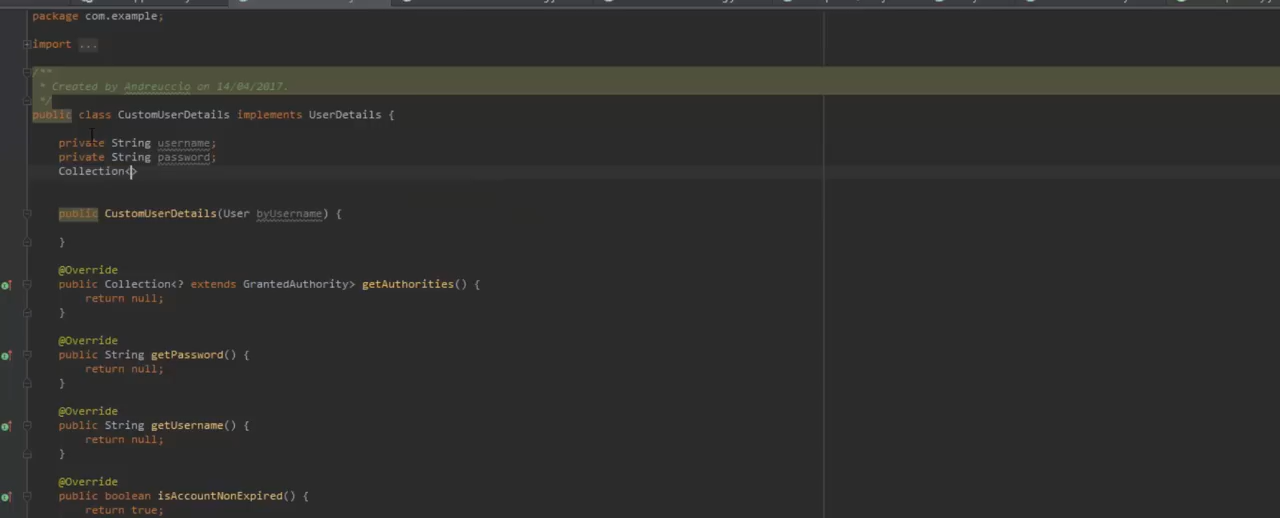 package com.example;
import ...
/**
* Created by Andreuccio on 14/04/2017.
*/
public class CustomUserDetails implements UserDetails {
private String username;
private String password;
Collection<>
public CustomUserDetails(User byUsername) {
}
@Override
public Collection<? extends GrantedAuthority> getAuthorities() {
return null;
}
@Override
public String getPassword() {
return null;
}
@Override
public String getUsername() {
return null;
}
@Override
public boolean isAccountNonExpired() {
return true;